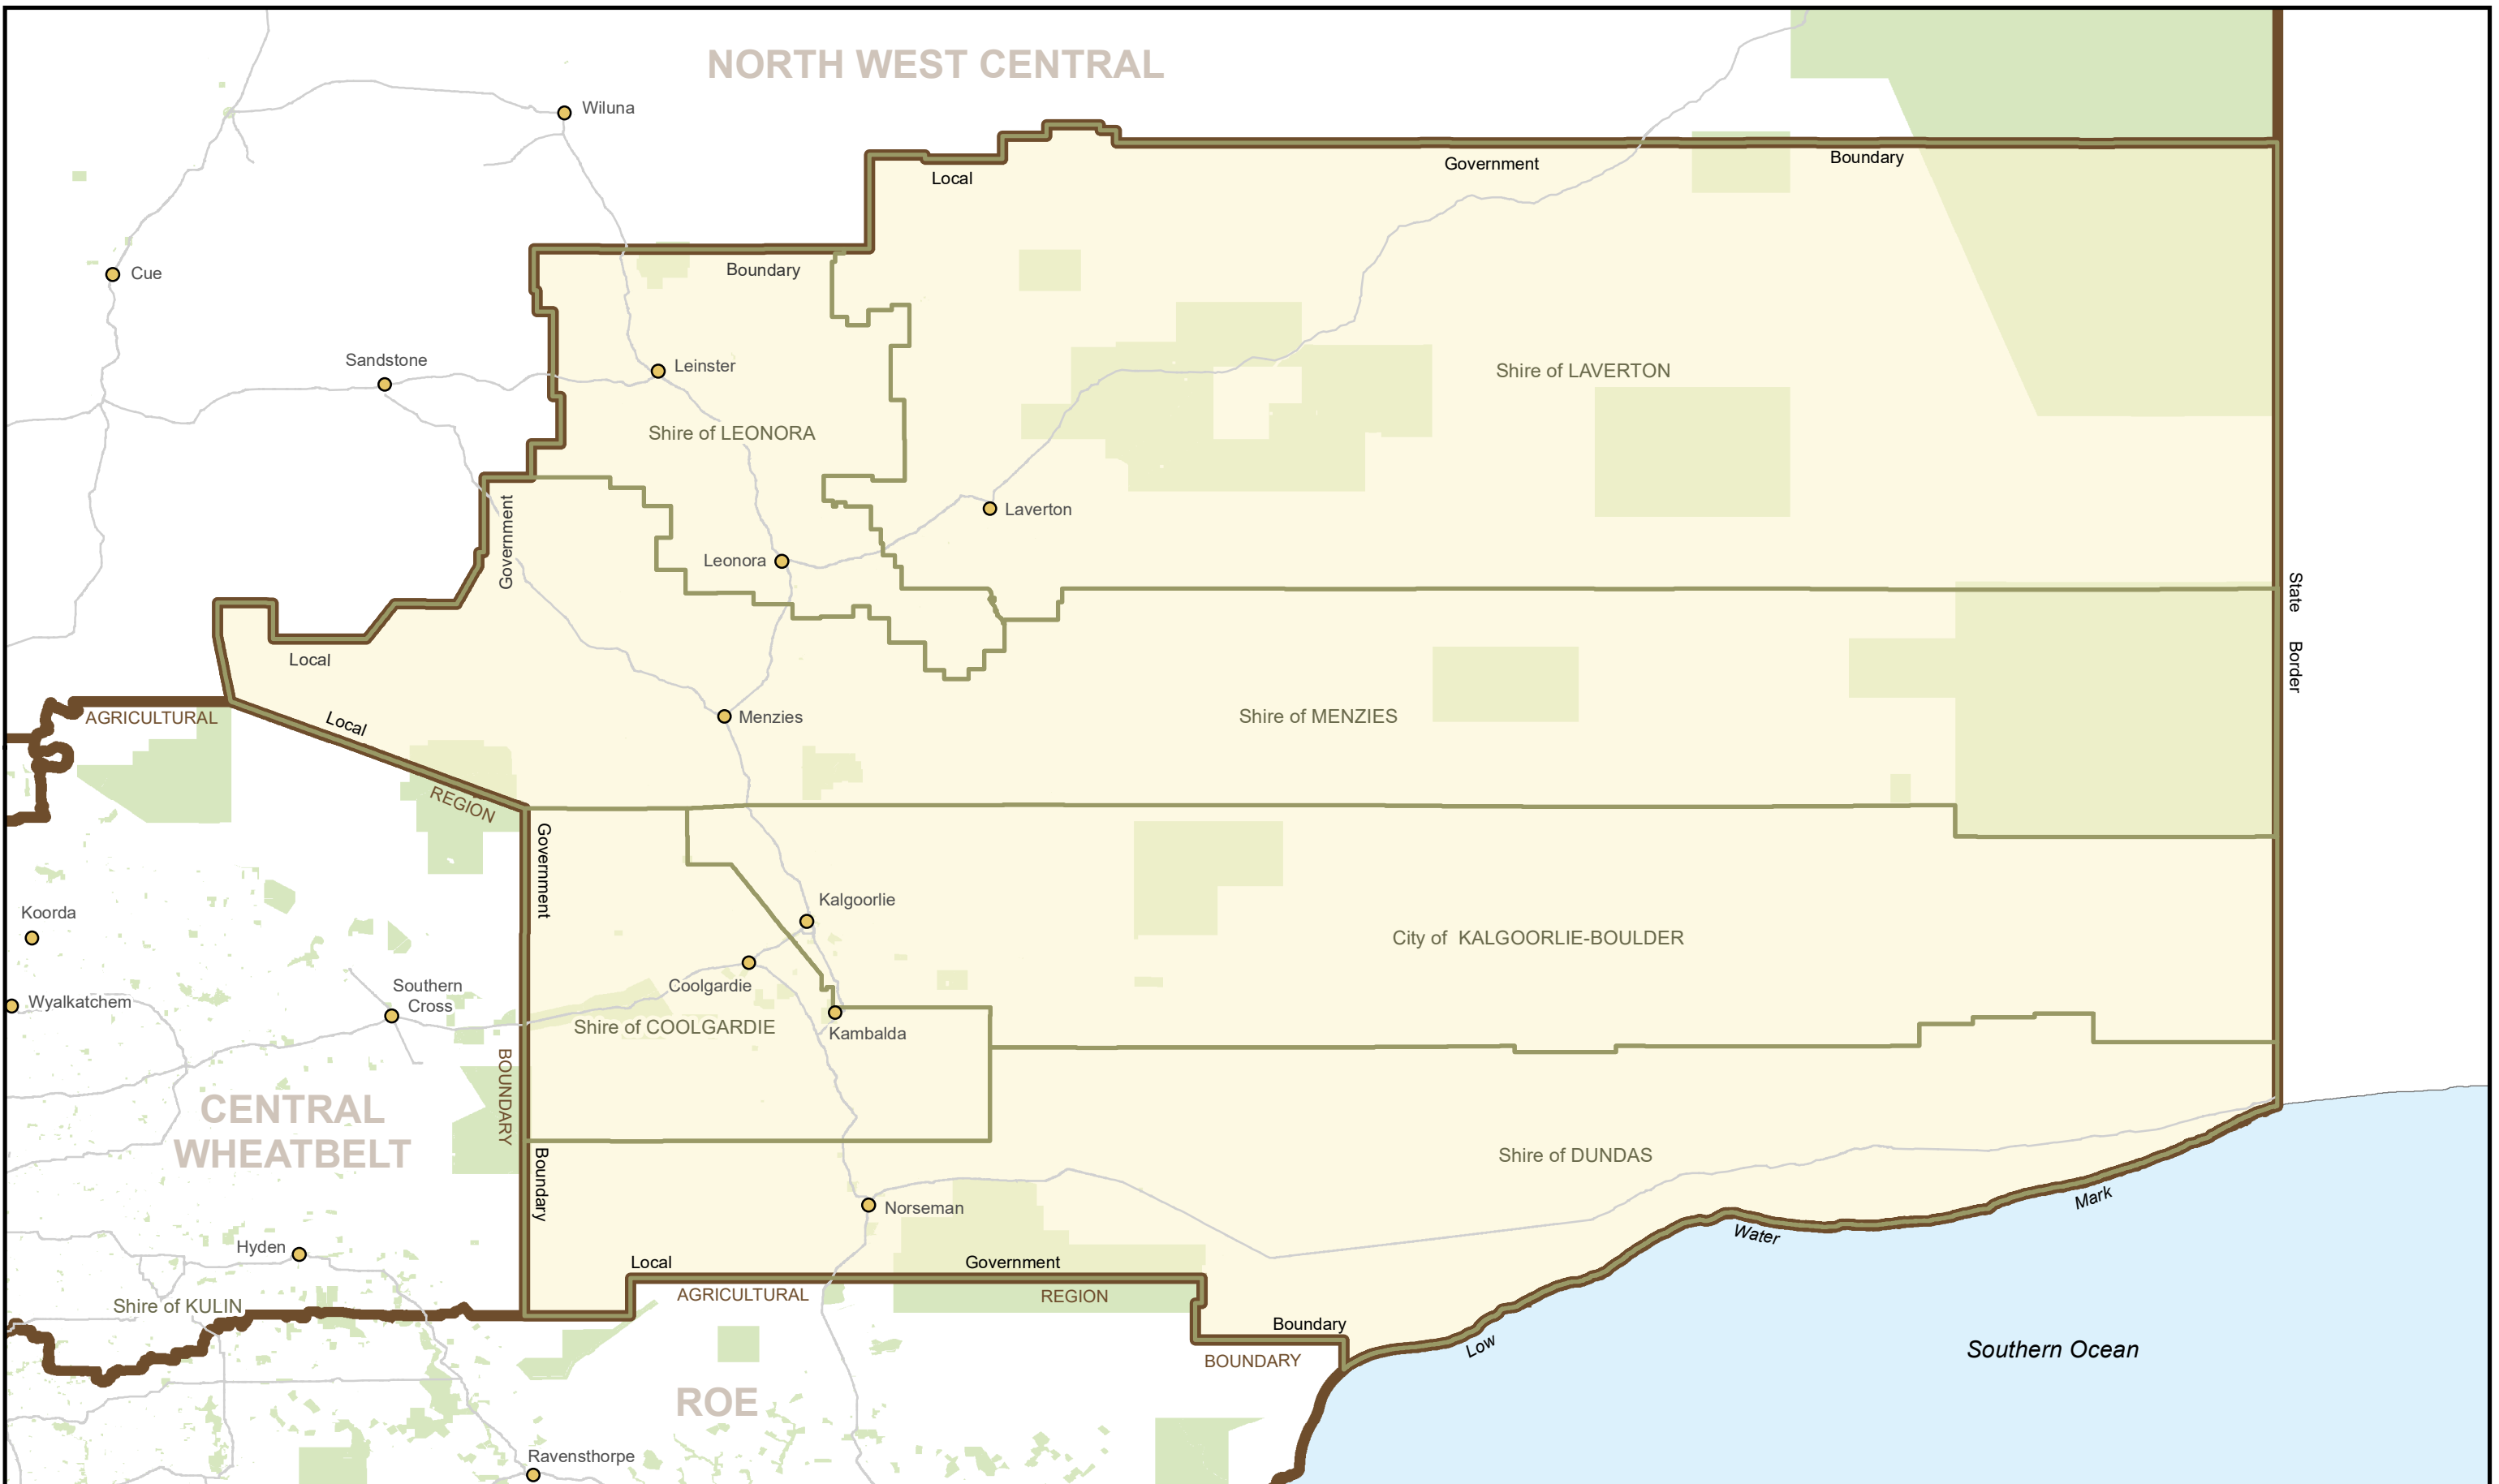 NORTH WEST CENTRAL
Wiluna
Local
Government
Boundary
Boundary
Cue
Sandstone
Leinster
Shire of LAVERTON
Shire of LEONORA
Government
Laverton
Leonora
State Border
Local
AGRICULTURAL
Local
Menzies
Shire of MENZIES
REGION
Government
Kalgoorlie
Koorda
City of KALGOORLIE-BOULDER
Coolgardie
Southern
Cross
Wyalkatchem
Shire of COOLGARDIE
Kambalda
BOUNDARY
CENTRAL
WHEATBELT
Boundary
Shire of DUNDAS
Norseman
Mark
Water
Hyden
Local
Government
AGRICULTURAL
REGION
Shire of KULIN
Boundary
Low
BOUNDARY
Southern Ocean
ROE
Ravensthorpe